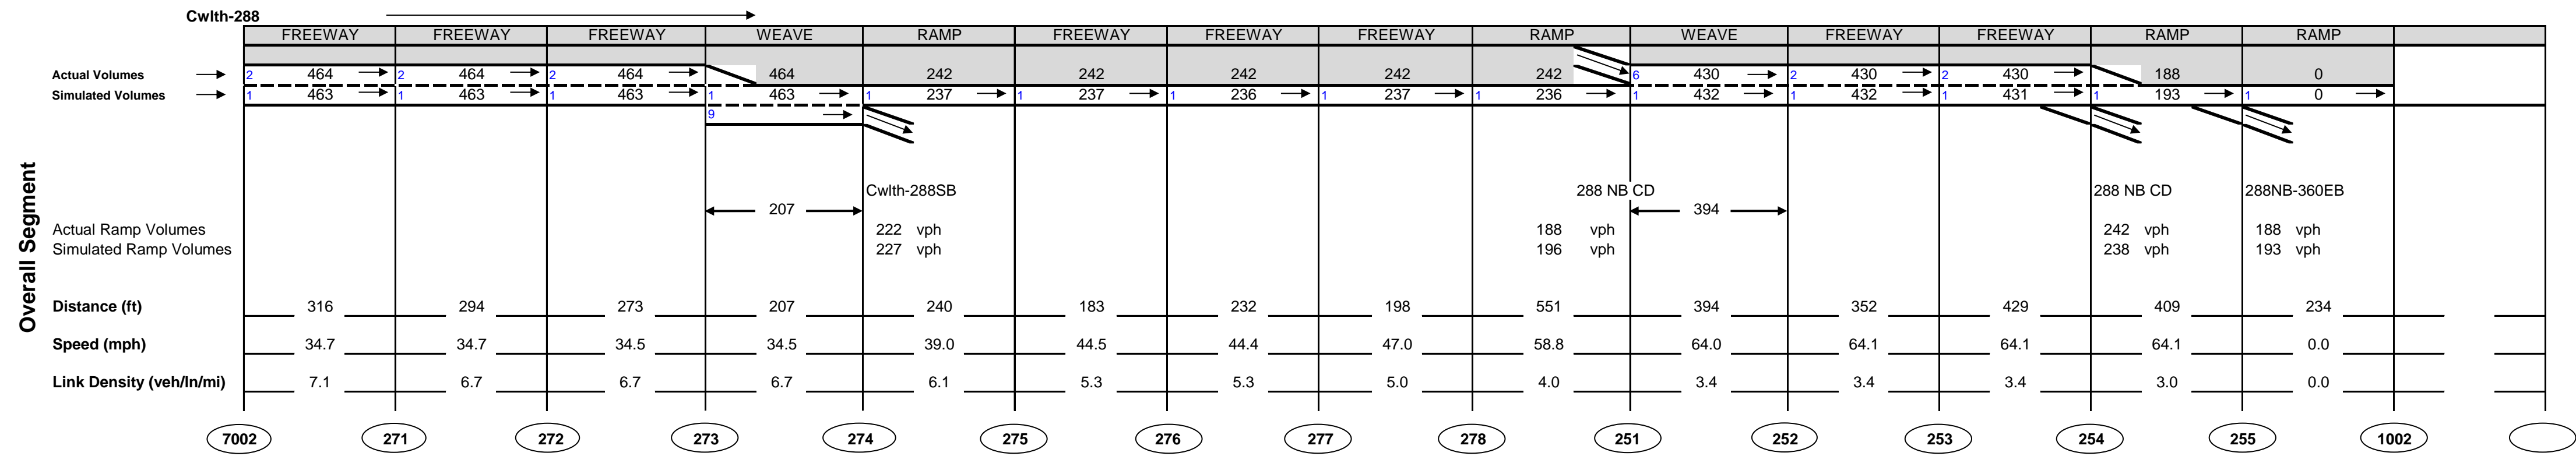 Cwlth-288
FREEWAY FREEWAY FREEWAY WEAVE RAMP FREEWAY FREEWAY FREEWAY RAMP WEAVE FREEWAY FREEWAY RAMP RAMP
Actual Volumes 2 464 2 464 2 464 464 242 242 242 242 242 6 430 2 430 2 430 188 0
Simulated Volumes 1 463 1 463 1 463 1 463 1 237 1 237 1 236 1 237 1 236 1 432 1 432 1 431 1 193 1 0
9
Overall Segment
Cwlth-288SB 288 NB CD 288 NB CD 288NB-360EB
207 394
Actual Ramp Volumes 222 vph 188 vph 242 vph 188 vph
Simulated Ramp Volumes 227 vph 196 vph 238 vph 193 vph
Distance (ft) 316 294 273 207 240 183 232 198 551 394 352 429 409 234
Speed (mph) 34.7 34.7 34.5 34.5 39.0 44.5 44.4 47.0 58.8 64.0 64.1 64.1 64.1 0.0
Link Density (veh/ln/mi) 7.1 6.7 6.7 6.7 6.1 5.3 5.3 5.0 4.0 3.4 3.4 3.4 3.0 0.0
7002 271 272 273 274 275 276 277 278 251 252 253 254 255 1002